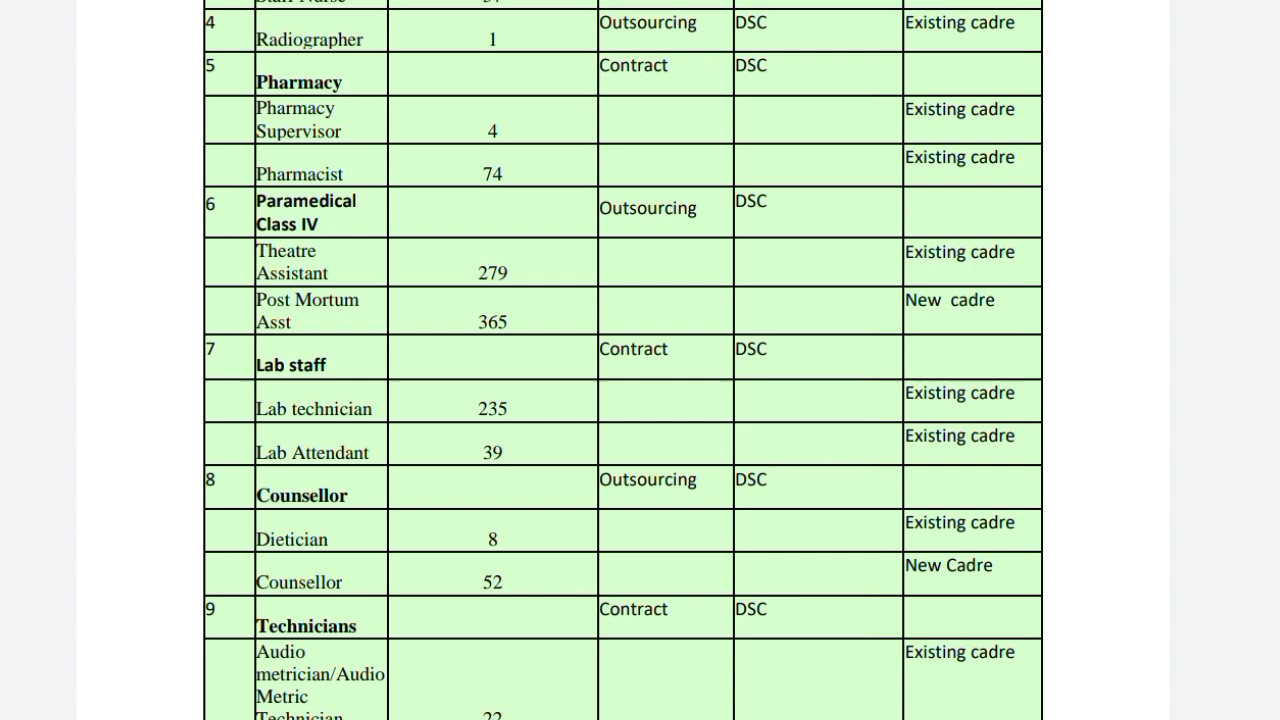 4 Radiographer 1 Outsourcing DSC Existing cadre
5 Pharmacy Contract DSC
Pharmacy
Supervisor 4 Existing cadre
Pharmacist 74 Existing cadre
6 Paramedical
Class IV Outsourcing DSC
Theatre
Assistant 279 Existing cadre
Post Mortum
Asst 365 New cadre
7 Lab staff Contract DSC
Lab technician 235 Existing cadre
Lab Attendant 39 Existing cadre
8 Counsellor Outsourcing DSC
Dietician 8 Existing cadre
Counsellor 52 New Cadre
9 Technicians Contract DSC
Audio Existing cadre
metrician/Audio
Metric
Technician 22